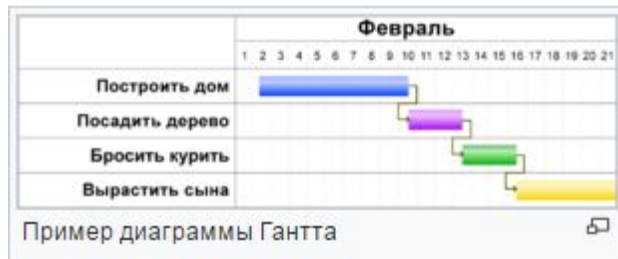 Февраль
1 2 3 4 5 6 7 8 9 10 11 12 13 14 15 16 17 18 19 20 21
Построить дом
Посадить дерево
Бросить курить
Вырастить сына
Пример диаграммы Гантта